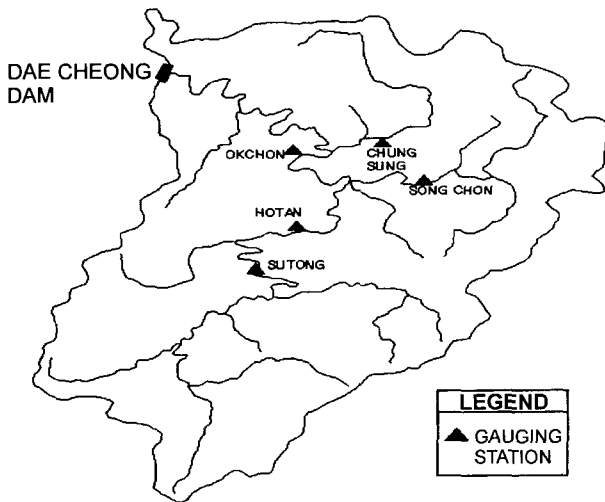 DAE CHEONG
DAM
OKCHON
CHUNG
SUNG
SONG CHON
HOTAN
SUTONG
LEGEND
GAUGING
STATION